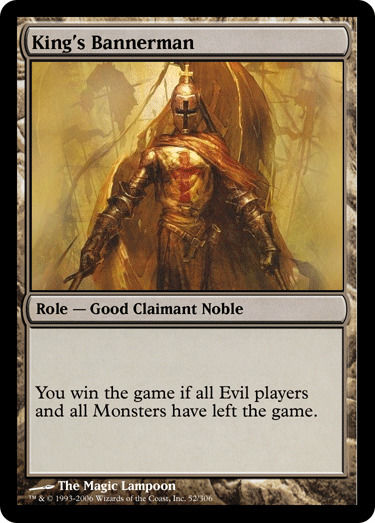 King's Bannerman
Role — Good Claimant Noble
You win the game if all Evil players
and all Monsters have left the game.
The Magic Lampoon
™ & © 1993-2006 Wizards of the Coast, Inc. 52/306